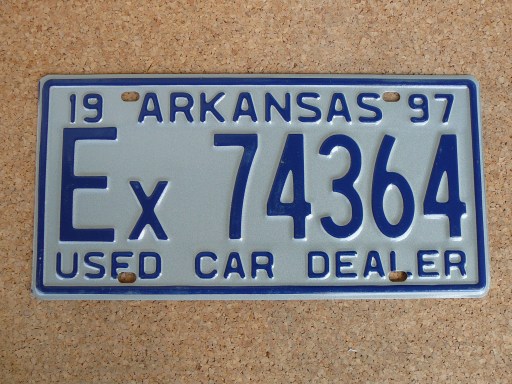 19 ARKANSAS 97
Ex 74364
USED CAR DEALER